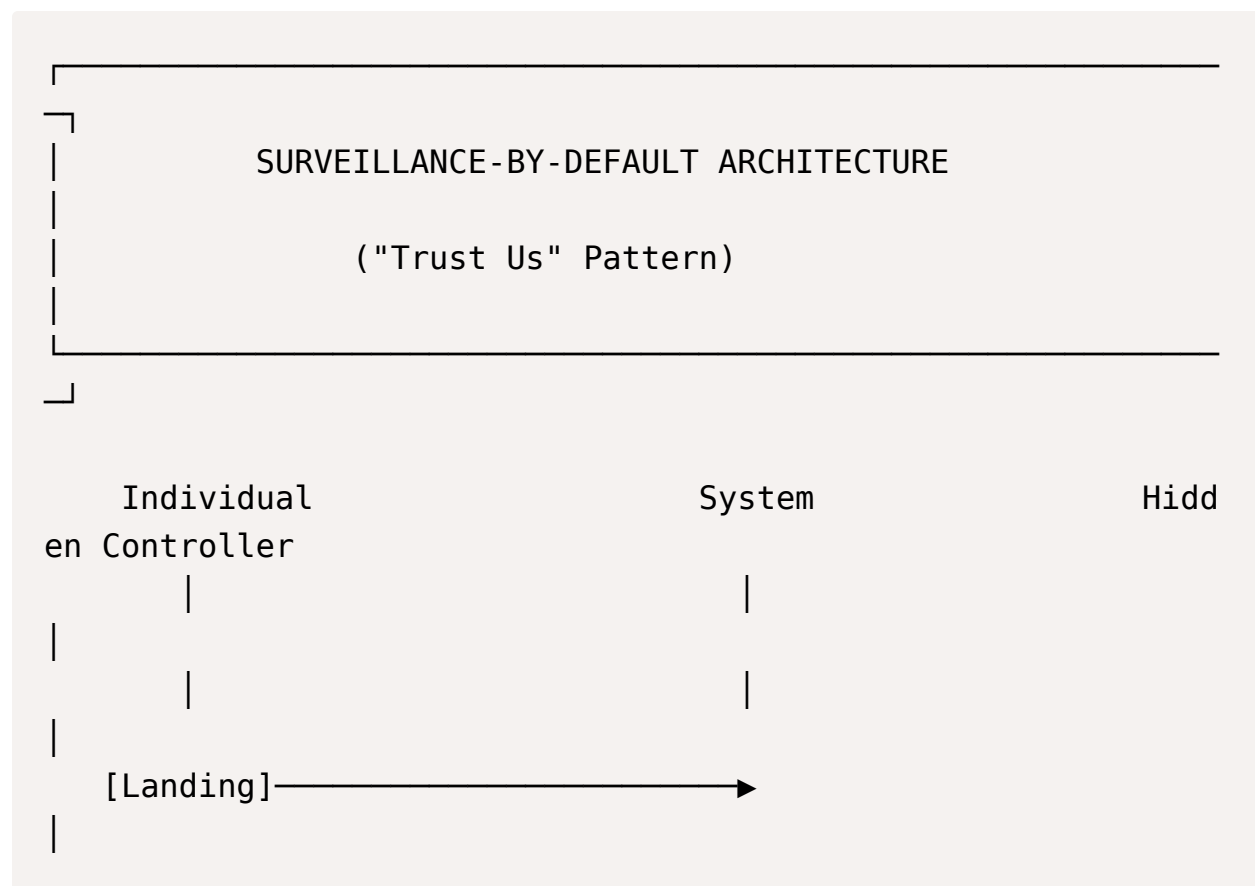 ┌────────────────────────────────────────────────────────────
─┐
│          SURVEILLANCE-BY-DEFAULT ARCHITECTURE
│
│               ("Trust Us" Pattern)
│
└────────────────────────────────────────────────────────────
─┘
    Individual                    System                 Hidd
en Controller
       │                            │
│
       │                            │
│
   [Landing]────────────────────────▶
│